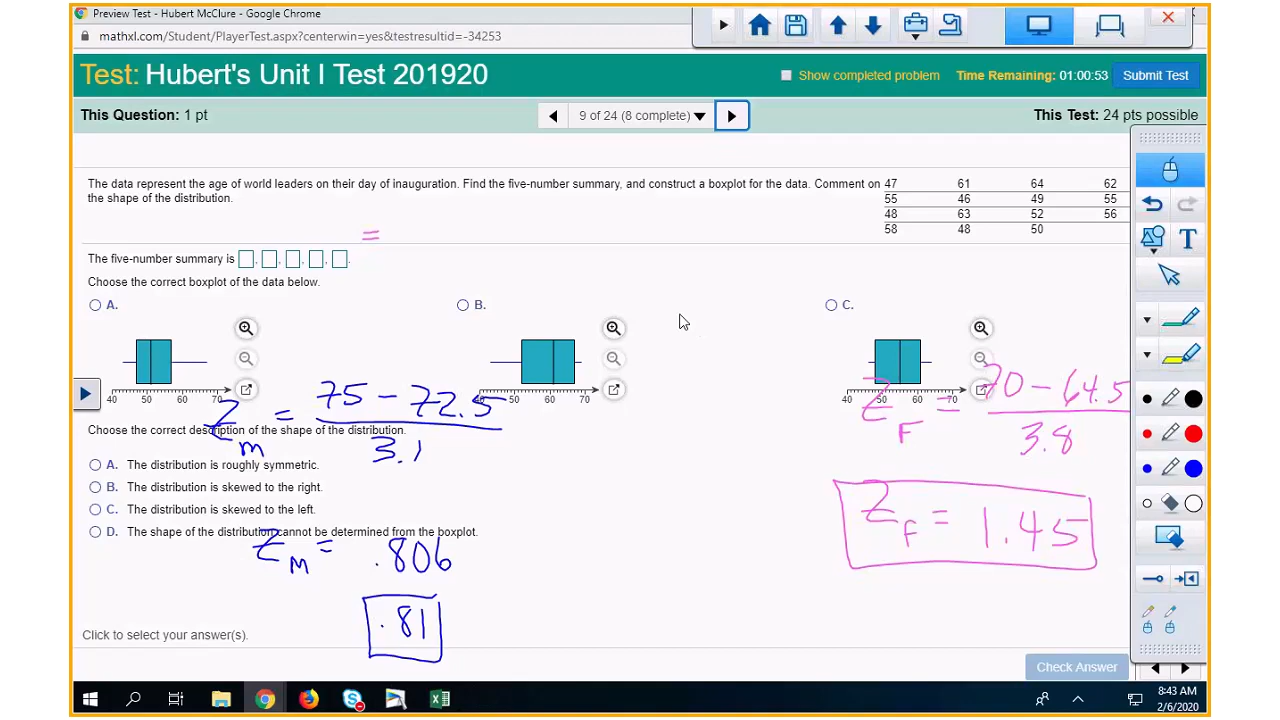 Preview Test - Hubert McClure - Google Chrome
mathxl.com/Student/PlayerTest.aspx?centerwin=yes&testresultid=-34253
Test: Hubert's Unit I Test 201920
Show completed problem
Time Remaining: 01:00:53
Submit Test
This Question: 1 pt
9 of 24 (8 complete)
This Test: 24 pts possible
The data represent the age of world leaders on their day of inauguration. Find the five-number summary, and construct a boxplot for the data. Comment on
the shape of the distribution.
47 61 64 62
55 46 49 55
48 63 52 56
58 48 50
=
The five-number summary is , , , , .
Choose the correct boxplot of the data below.
A.
B.
C.
40 50 60 70
40 50 60 70
40 50 60 70
Z_M = 75 - 72.5
3.1
Z_F = 70 - 64.5
3.8
Choose the correct description of the shape of the distribution.
A. The distribution is roughly symmetric.
B. The distribution is skewed to the right.
C. The distribution is skewed to the left.
D. The shape of the distribution cannot be determined from the boxplot.
Z_M = .806
.81
Z_F = 1.45
Click to select your answer(s).
Check Answer
T
8:43 AM
2/6/2020